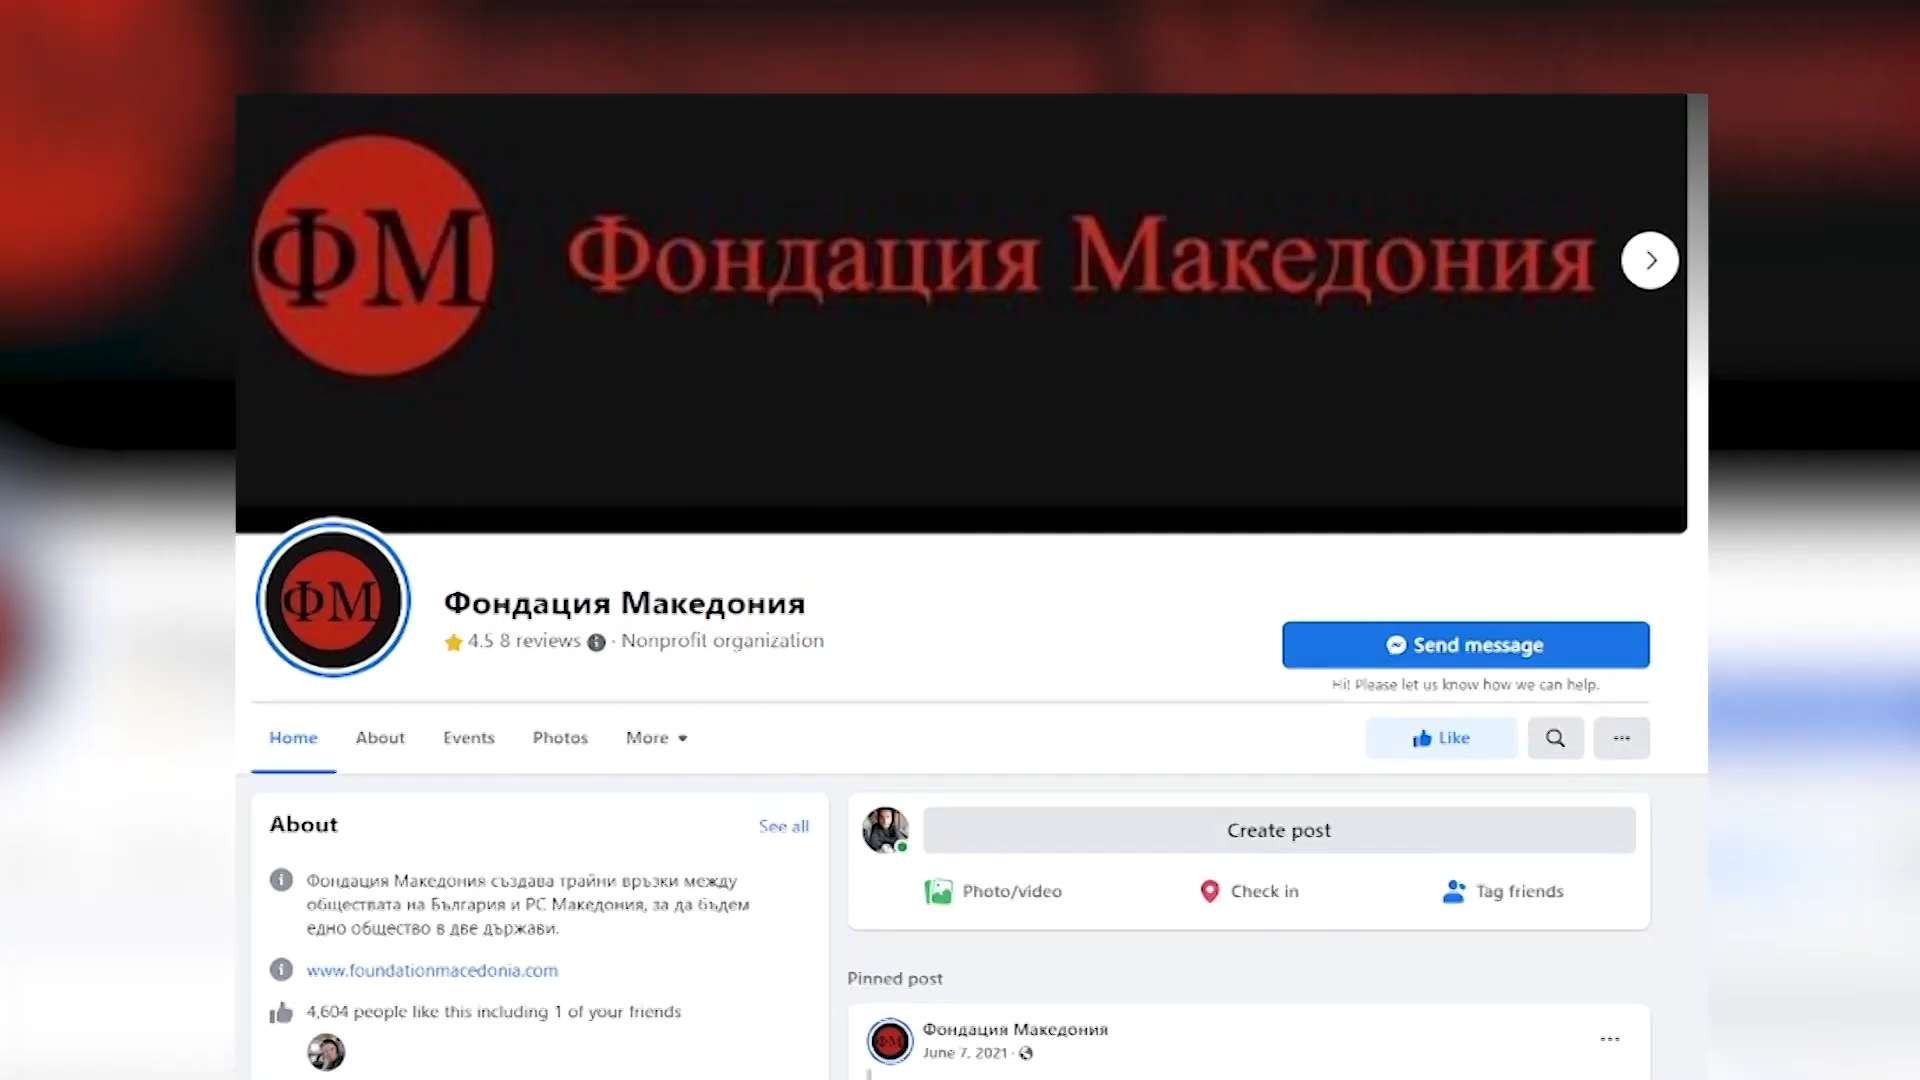 ФМ
Фондация Македония
ФМ
Фондация Македония
4.5 8 reviews · Nonprofit organization
Send message
Hi! Please let us know how we can help.
Home About Events Photos More
Like
About
See all
Фондация Македония създава трайни връзки между
обществата на България и РС Македония, за да бъдем
едно общество в две държави.
www.foundationmacedonia.com
4,604 people like this including 1 of your friends
Create post
Photo/video
Check in
Tag friends
Pinned post
ФМ
Фондация Македония
June 7, 2021 ·